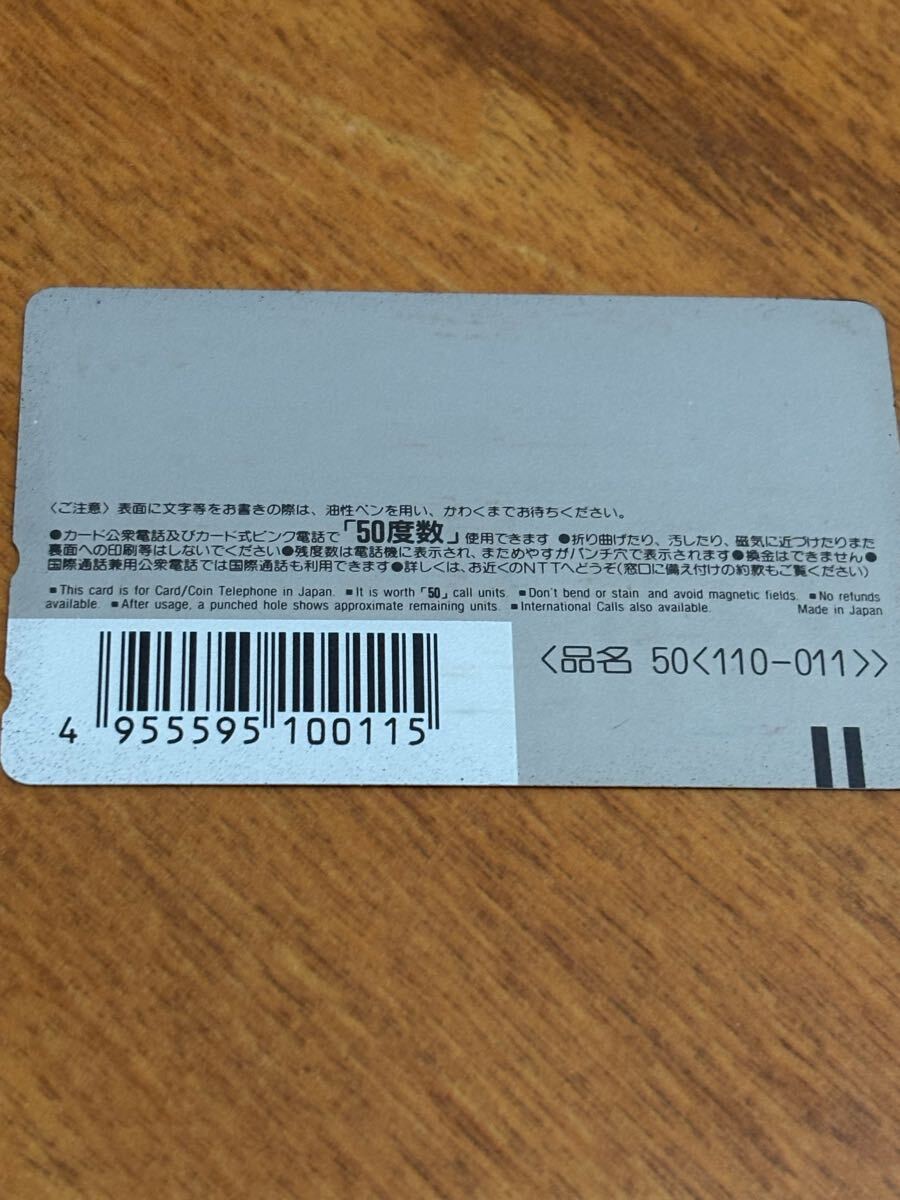 〈ご注意〉表面に文字等をお書きの際は、油性ペンを用い、かわくまでお待ちください。
●カード公衆電話及びカード式ピンク電話で「50度数」使用できます ●折り曲げたり、汚したり、磁気に近づけたりまた
裏面への印刷等はしないでください●残度数は電話機に表示され、まためやすがパンチ穴で表示されます●換金はできません●
国際通話兼用公衆電話では国際通話も利用できます●詳しくは、お近くのNTTへどうぞ(窓口に備え付けの約款もご覧ください)
■This card is for Card/Coin Telephone in Japan. ■It is worth「50」call units. ■Don't bend or stain and avoid magnetic fields. ■No refunds
available. ■After usage, a punched hole shows approximate remaining units. ■International Calls also available. Made in Japan
〈品名 50〈110-011〉〉
4 955595 100115